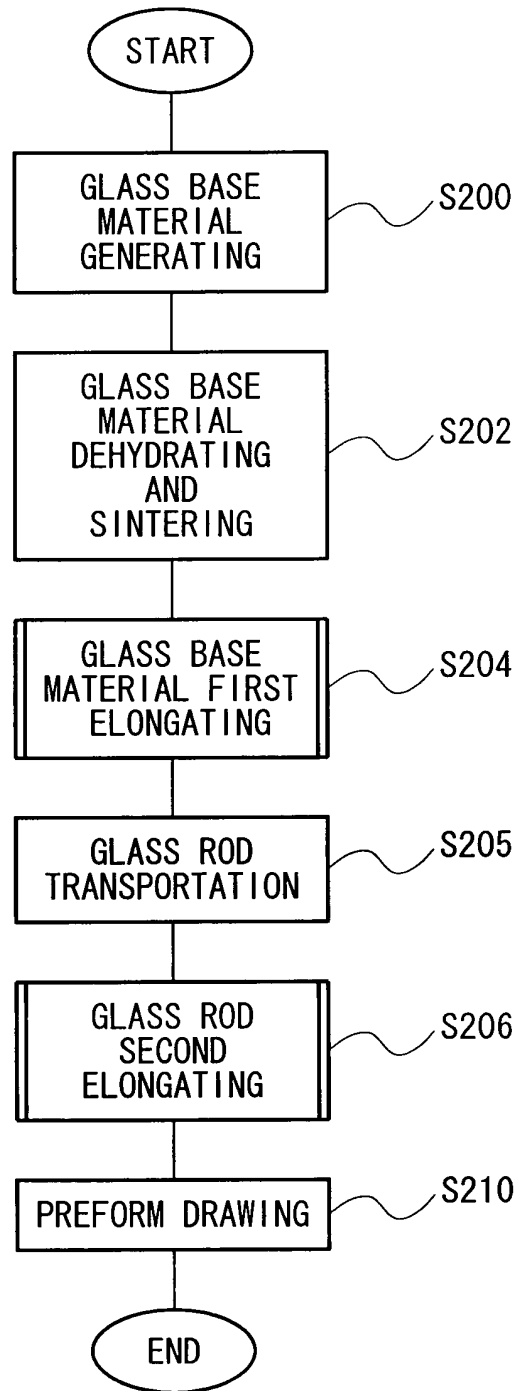 START
GLASS BASE
MATERIAL
GENERATING
S200
GLASS BASE
MATERIAL
DEHYDRATING
AND
SINTERING
S202
GLASS BASE
MATERIAL FIRST
ELONGATING
S204
GLASS ROD
TRANSPORTATION
S205
GLASS ROD
SECOND
ELONGATING
S206
PREFORM DRAWING
S210
END